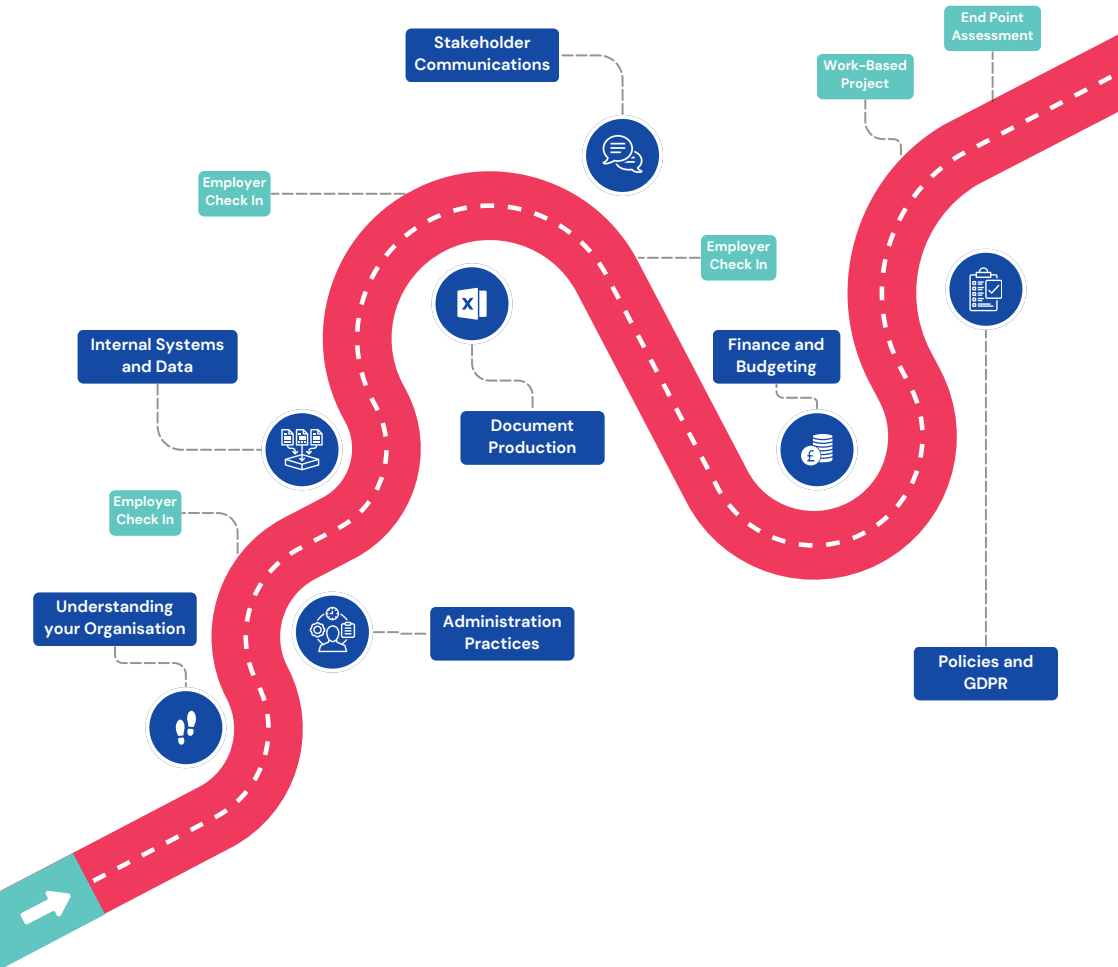 End Point
Assessment
Stakeholder
Communications
Work-Based
Project
Employer
Check In
Employer
Check In
Internal Systems
and Data
Finance and
Budgeting
X
Document
Production
£
Employer
Check In
Understanding
your Organisation
Administration
Practices
Policies and
GDPR